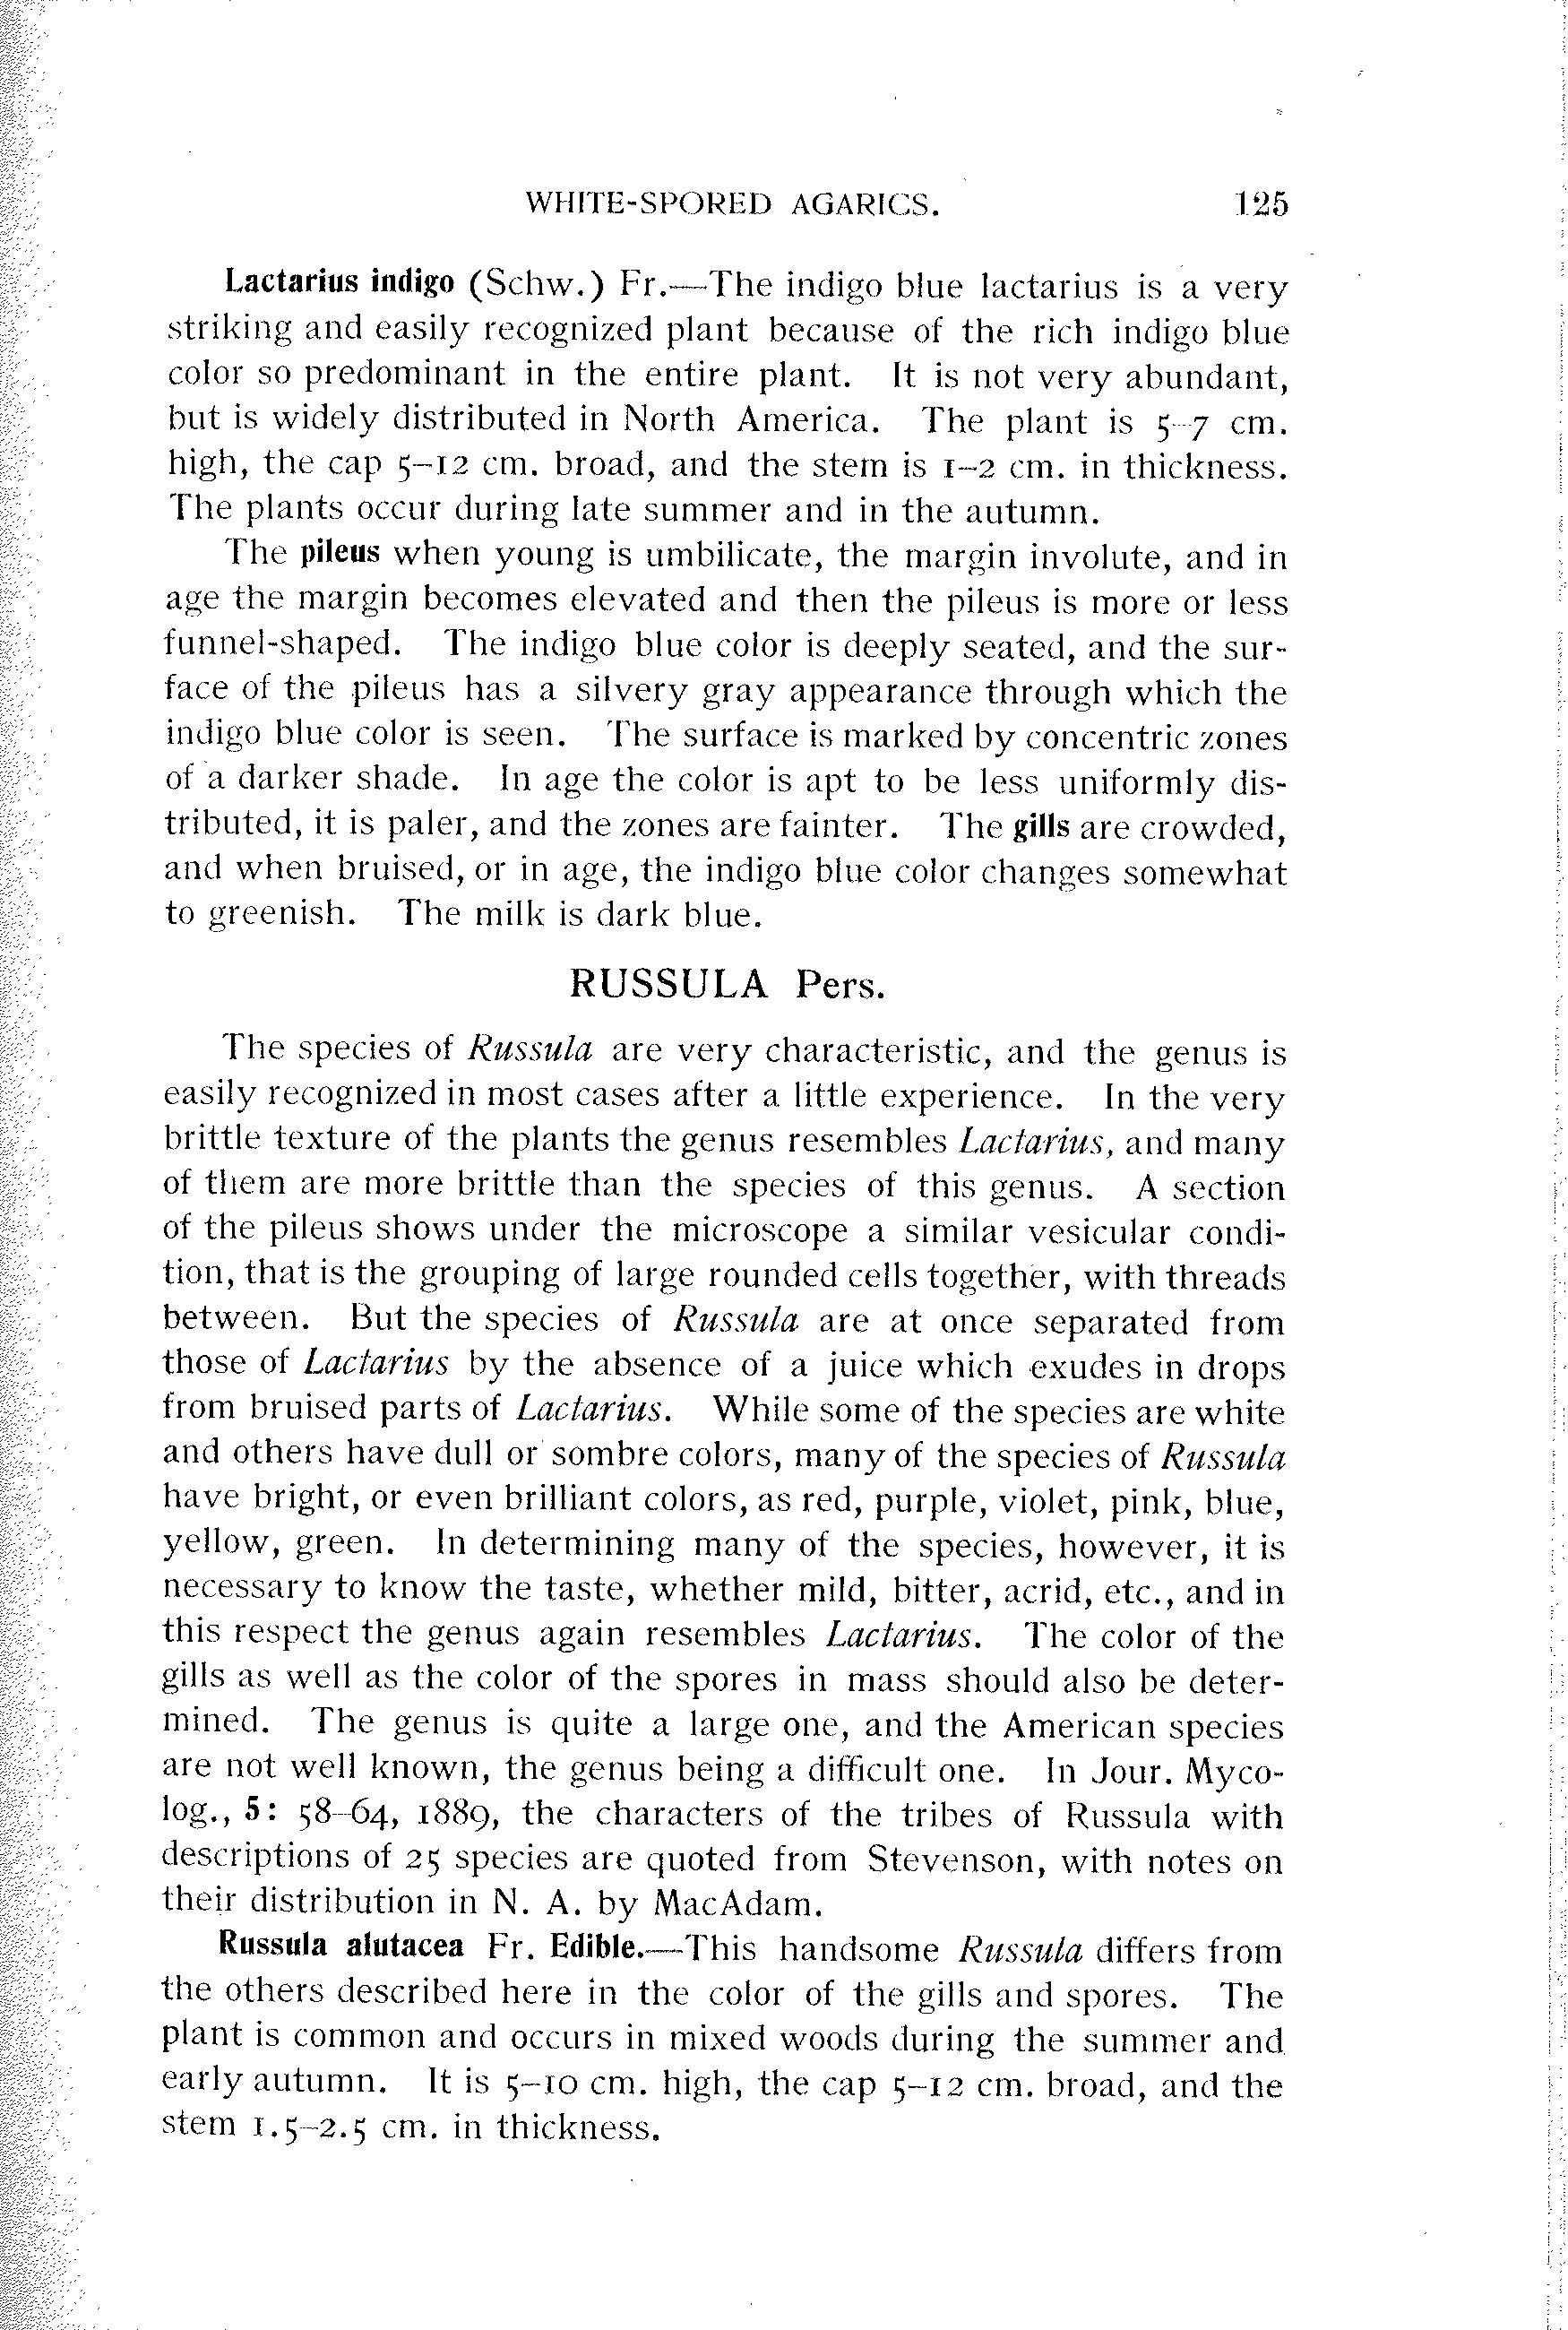 WHITE-SPORED AGARICS. 125
Lactarius indigo (Schw.) Fr.—The indigo blue lactarius is a very
striking and easily recognized plant because of the rich indigo blue
color so predominant in the entire plant. It is not very abundant,
but is widely distributed in North America. The plant is 5-7 cm.
high, the cap 5–12 cm. broad, and the stem is 1–2 cm. in thickness.
The plants occur during late summer and in the autumn.
The pileus when young is umbilicate, the margin involute, and in
age the margin becomes elevated and then the pileus is more or less
funnel-shaped. The indigo blue color is deeply seated, and the sur-
face of the pileus has a silvery gray appearance through which the
indigo blue color is seen. The surface is marked by concentric zones
of a darker shade. In age the color is apt to be less uniformly dis-
tributed, it is paler, and the zones are fainter. The gills are crowded,
and when bruised, or in age, the indigo blue color changes somewhat
to greenish. The milk is dark blue.
RUSSULA Pers.
The species of Russula are very characteristic, and the genus is
easily recognized in most cases after a little experience. In the very
brittle texture of the plants the genus resembles Lactarius, and many
of them are more brittle than the species of this genus. A section
of the pileus shows under the microscope a similar vesicular condi-
tion, that is the grouping of large rounded cells together, with threads
between. But the species of Russula are at once separated from
those of Lactarius by the absence of a juice which exudes in drops
from bruised parts of Lactarius. While some of the species are white
and others have dull or sombre colors, many of the species of Russula
have bright, or even brilliant colors, as red, purple, violet, pink, blue,
yellow, green. In determining many of the species, however, it is
necessary to know the taste, whether mild, bitter, acrid, etc., and in
this respect the genus again resembles Lactarius. The color of the
gills as well as the color of the spores in mass should also be deter-
mined. The genus is quite a large one, and the American species
are not well known, the genus being a difficult one. In Jour. Myco-
log., 5: 58–64, 1889, the characters of the tribes of Russula with
descriptions of 25 species are quoted from Stevenson, with notes on
their distribution in N. A. by MacAdam.
Russula alutacea Fr. Edible.—This handsome Russula differs from
the others described here in the color of the gills and spores. The
plant is common and occurs in mixed woods during the summer and
early autumn. It is 5–10 cm. high, the cap 5–12 cm. broad, and the
stem 1.5–2.5 cm. in thickness.